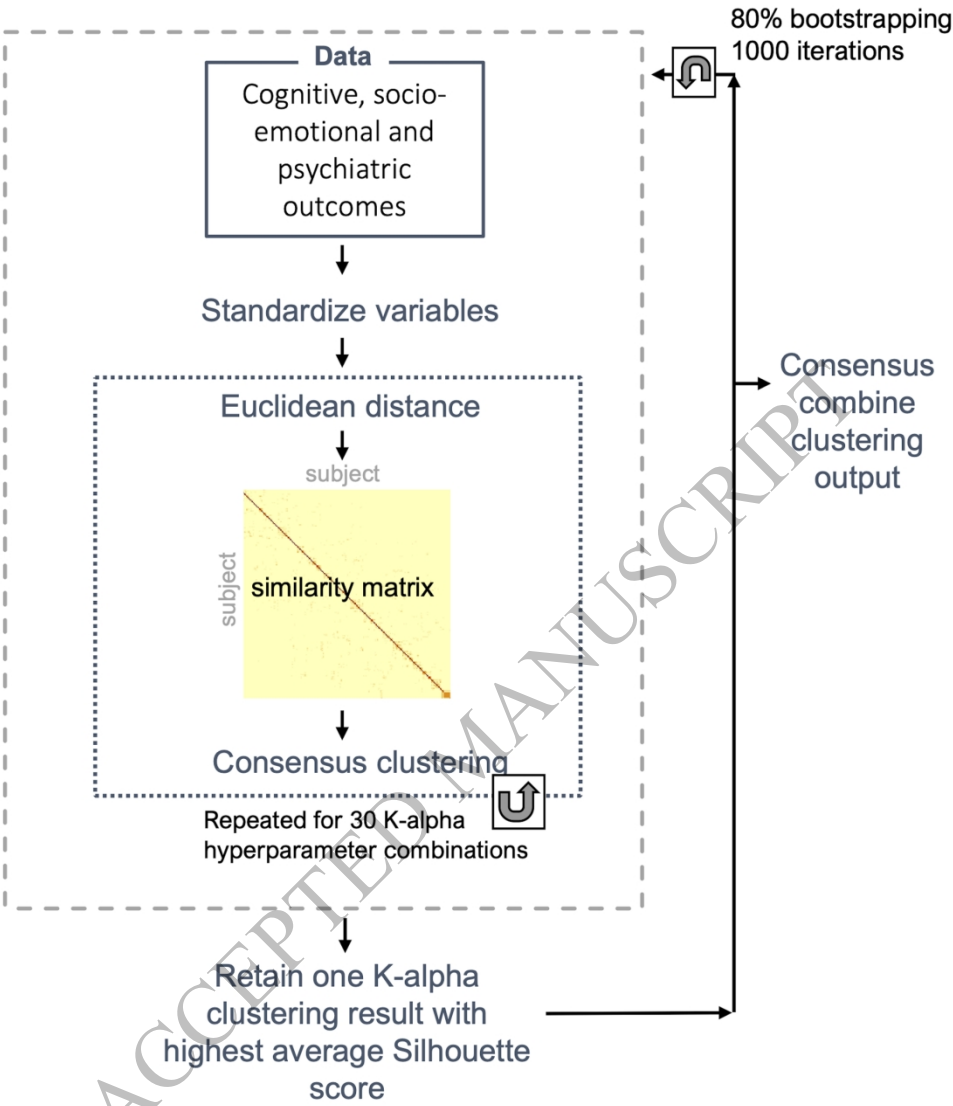 80% bootstrapping
1000 iterations
Data
Cognitive, socio-
emotional and
psychiatric
outcomes
Standardize variables
Euclidean distance
subject
subject
similarity matrix
Consensus clustering
Repeated for 30 K-alpha
hyperparameter combinations
Consensus
combine
clustering
output
Retain one K-alpha
clustering result with
highest average Silhouette
score
ACCEPTED MANUSCRIPT